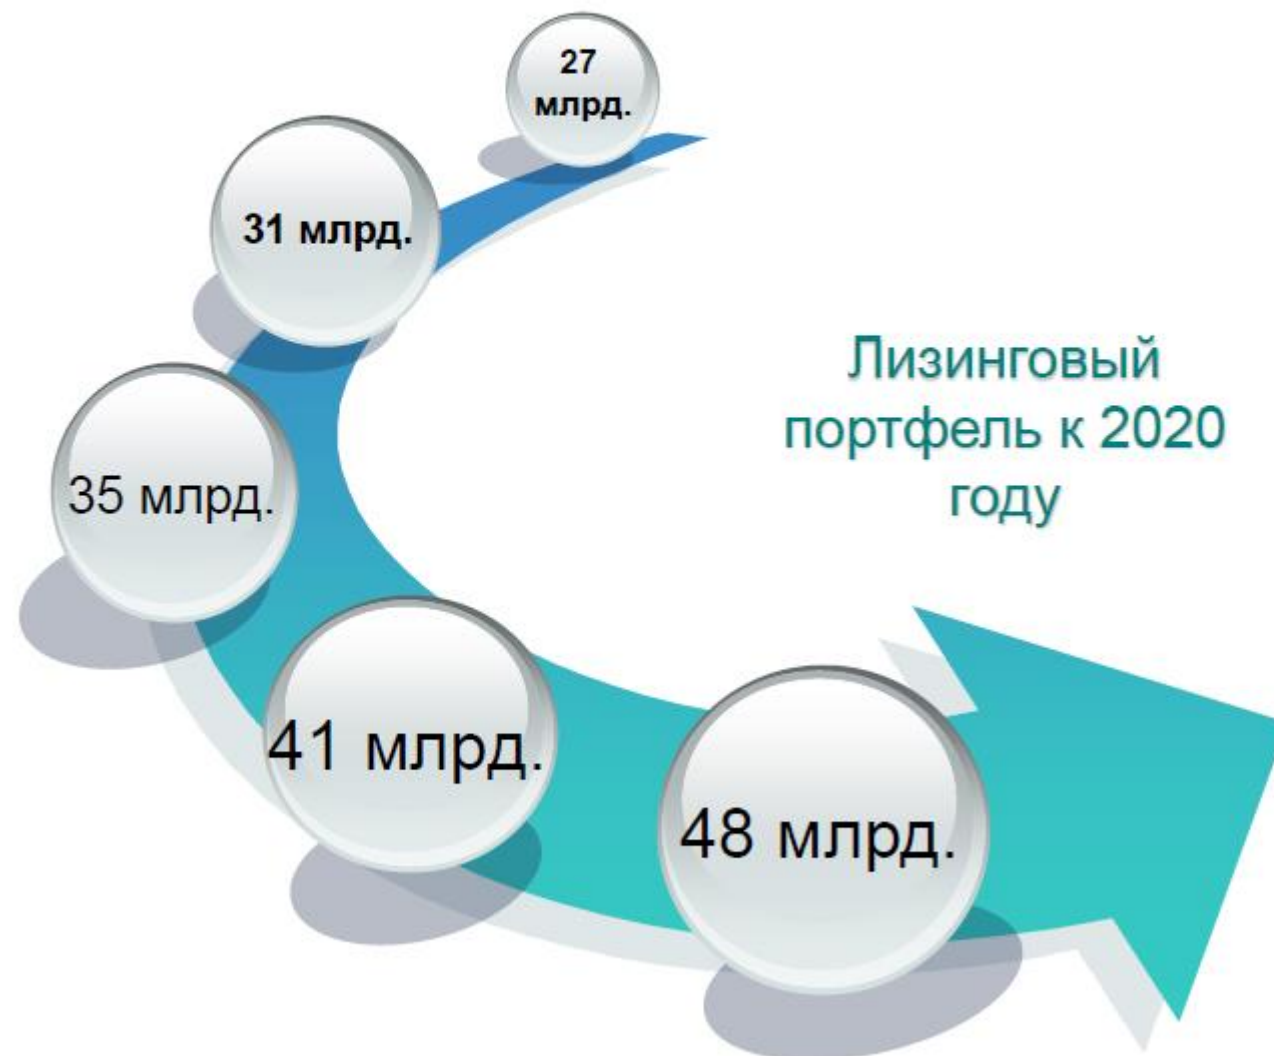 27
млрд.
31 млрд.
35 млрд.
41 млрд.
48 млрд.
Лизинговый
портфель к 2020
году